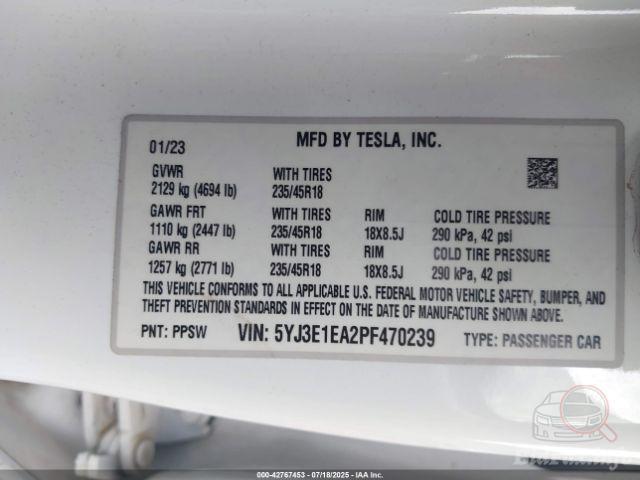 01/23 MFD BY TESLA, INC.
GVWR WITH TIRES
2129 kg (4694 lb) 235/45R18
GAWR FRT WITH TIRES RIM COLD TIRE PRESSURE
1110 kg (2447 lb) 235/45R18 18X8.5J 290 kPa, 42 psi
GAWR RR WITH TIRES RIM COLD TIRE PRESSURE
1257 kg (2771 lb) 235/45R18 18X8.5J 290 kPa, 42 psi
THIS VEHICLE CONFORMS TO ALL APPLICABLE U.S. FEDERAL MOTOR VEHICLE SAFETY, BUMPER, AND
THEFT PREVENTION STANDARDS IN EFFECT ON DATE OF MANUFACTURE SHOWN ABOVE.
PNT: PPSW VIN: 5YJ3E1EA2PF470239 TYPE: PASSENGER CAR
000-42767453 - 07/18/2025 - IAA Inc.